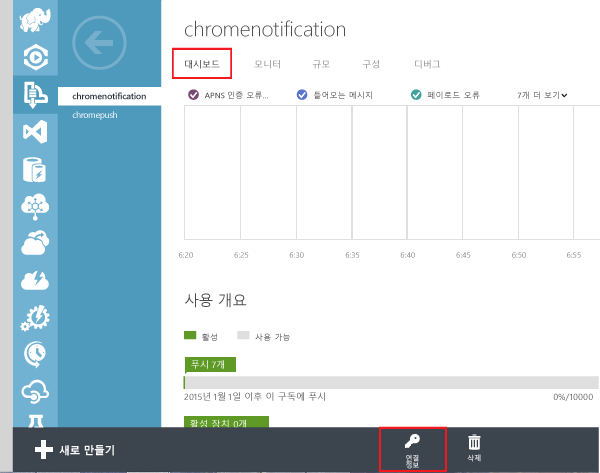 chromenotification
대시보드 모니터 규모 구성 디버그
chromenotification
chromepush
APNS 인증 오류... 들어오는 메시지 페이로드 오류 7개 더 보기
6:20 6:25 6:30 6:35 6:40 6:45 6:50 6:55
사용 개요
활성 사용 가능
푸시 7개
2015년 1월 1일 이후 이 구독에 푸시 0%/10000
활성 장치 0개
새로 만들기
연결
정보
삭제